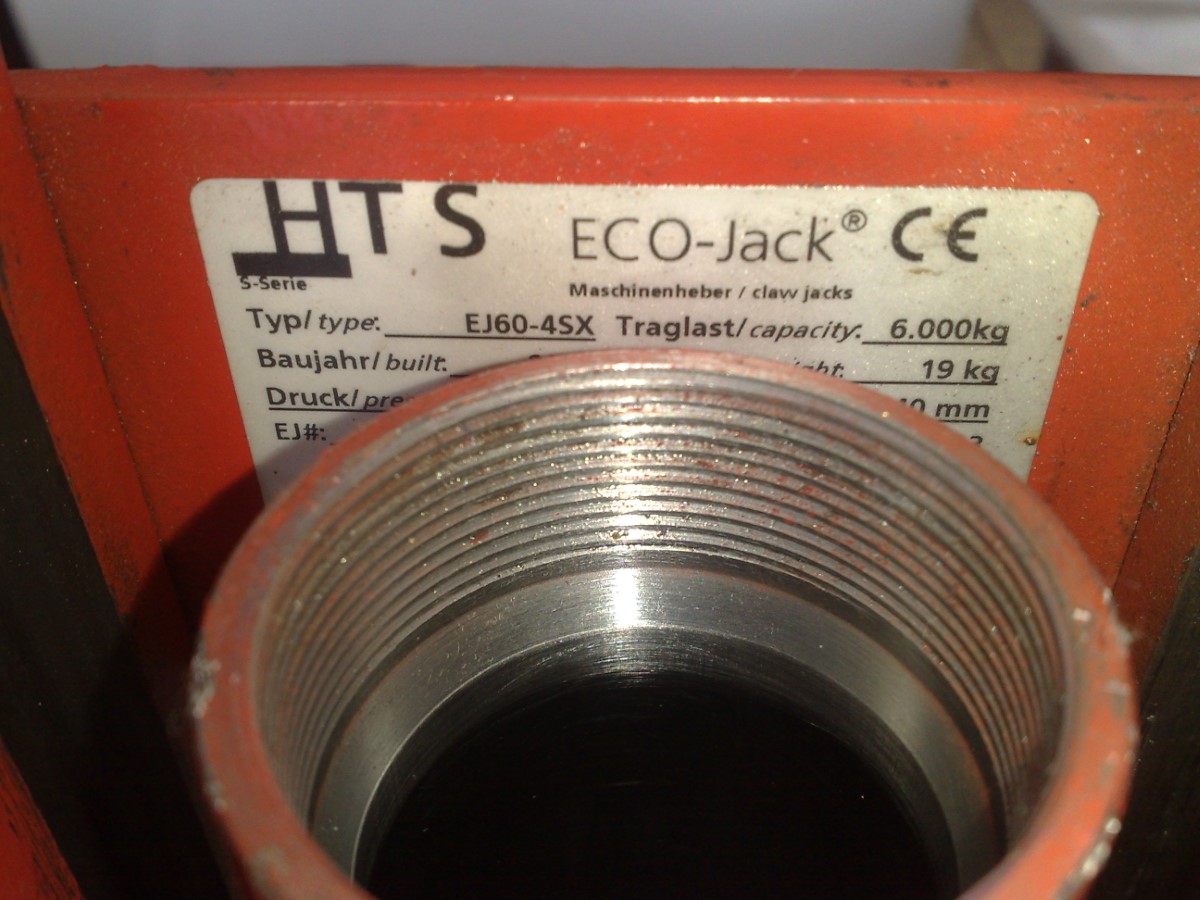 HTS ECO-Jack® CE
S-Serie
Maschinenheber / claw jacks
Typ/ type: EJ60-4SX Traglast/ capacity: 6.000kg
Baujahr/ built: 19 kg
Druck/ mm
EJ#: